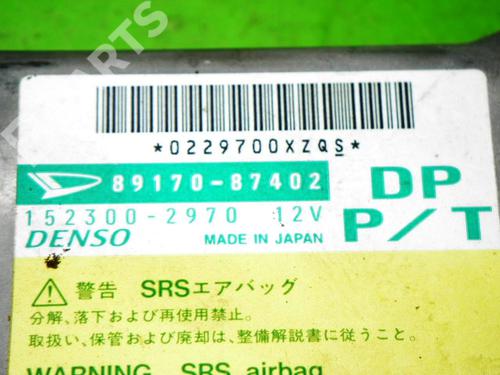 *0229700XZQS*
89170-87402
DP
152300-2970 12V
P/T
DENSO
MADE IN JAPAN
警告 SRSエアバッグ
分解、落下および再使用禁止。
取扱い、保管および廃却は、整備解説書に従うこと。
WARNING SRS airbag
PARTS